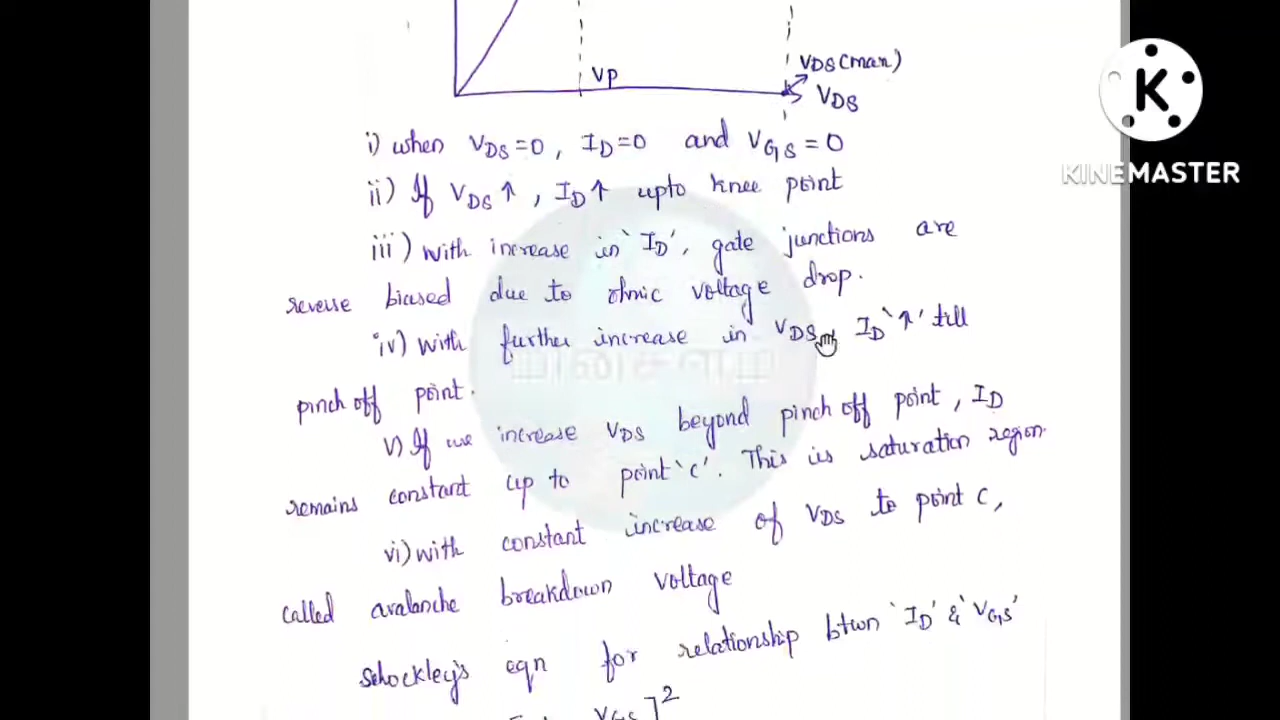 VP
VDS(max)
VDS
K
KINEMASTER
i) when VDS=0, ID=0 and VGS=0
ii) If VDS↑, ID↑ upto knee point
iii) with increase in 'ID', gate junctions are
reverse biased due to ohmic voltage drop.
iv) with further increase in VDS ID'↑' till
pinch off point.
v) If we increase VDS beyond pinch off point, ID
remains constant up to point 'c'. This is saturation region.
vi) with constant increase of VDS to point C,
called avalanche breakdown voltage
Schockley's eqn for relationship btwn 'ID' & 'VGS'
VGS]²